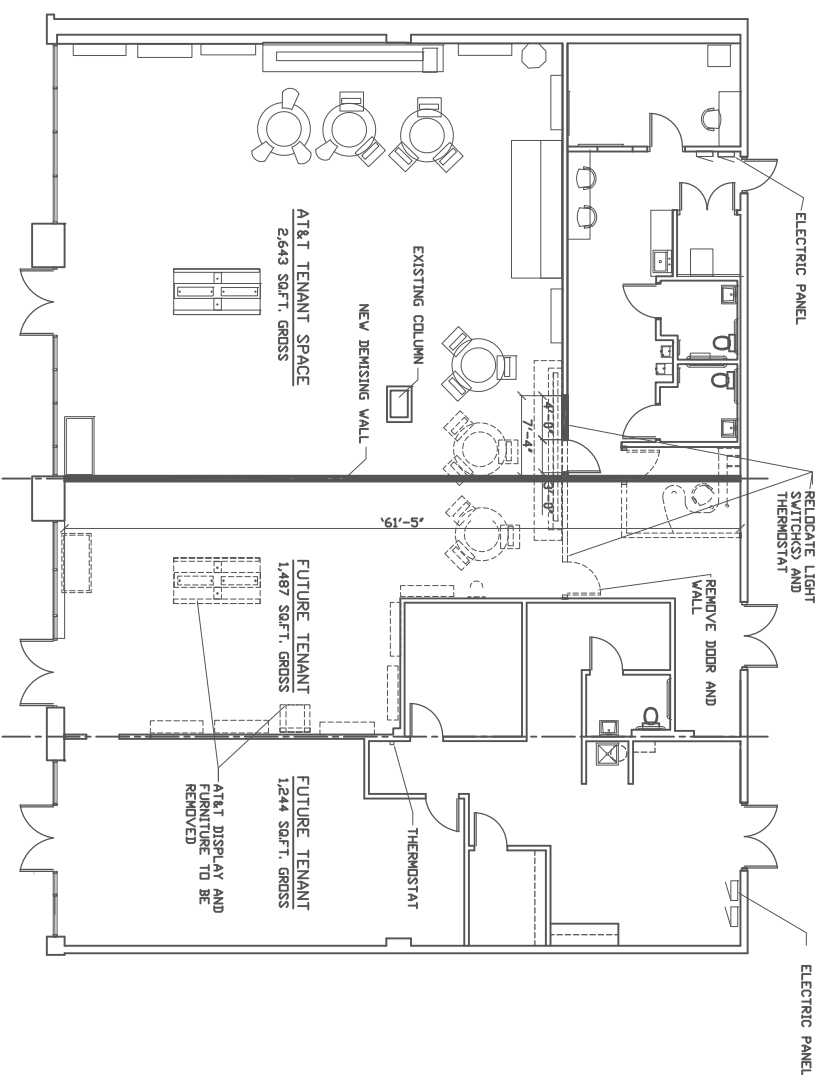 ELECTRIC PANEL
RELOCATE LIGHT
SWITCH(S) AND
THERMOSTAT
REMOVE DOOR AND
WALL
ELECTRIC PANEL
4'-8"
7'-4"
3'-8"
EXISTING COLUMN
NEW DEMISING WALL
AT&T TENANT SPACE
2,643 SQ.FT. GROSS
'61'-5"
FUTURE TENANT
1,487 SQ.FT. GROSS
THERMOSTAT
FUTURE TENANT
1,244 SQ.FT. GROSS
AT&T DISPLAY AND
FURNITURE TO BE
REMOVED